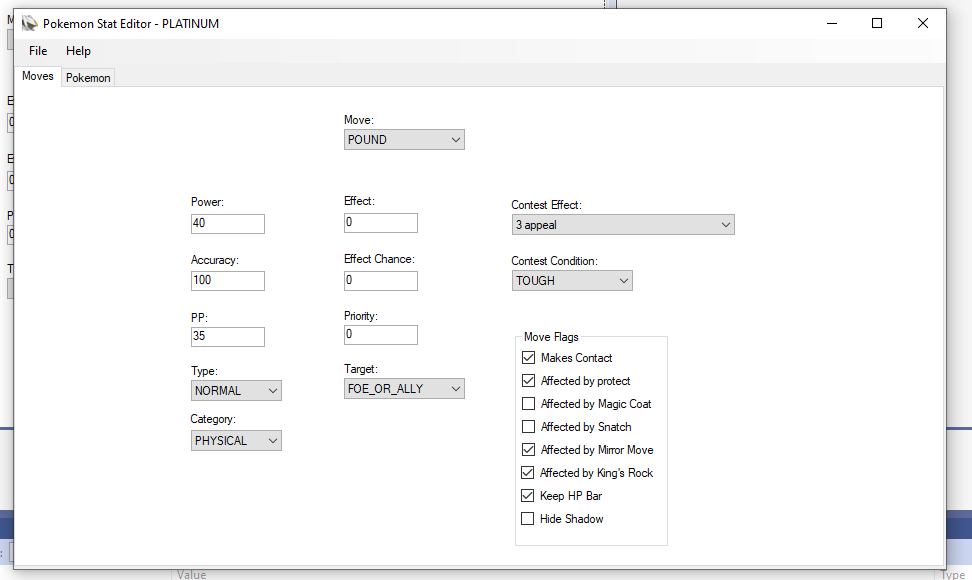 Pokemon Stat Editor - PLATINUM
File Help
Moves Pokemon
Move:
POUND
Power:
40
Effect:
0
Contest Effect:
3 appeal
Accuracy:
100
Effect Chance:
0
Contest Condition:
TOUGH
PP:
35
Priority:
0
Type:
NORMAL
Target:
FOE_OR_ALLY
Category:
PHYSICAL
Move Flags
Makes Contact
Affected by protect
Affected by Magic Coat
Affected by Snatch
Affected by Mirror Move
Affected by King's Rock
Keep HP Bar
Hide Shadow
Value
Type